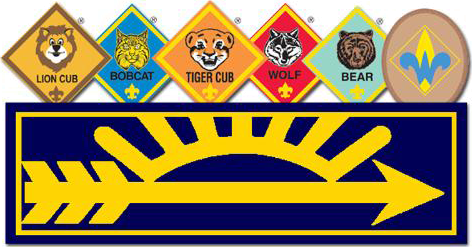 LION CUB
BOBCAT
TIGER CUB
WOLF
BEAR
®
®
®
®
®